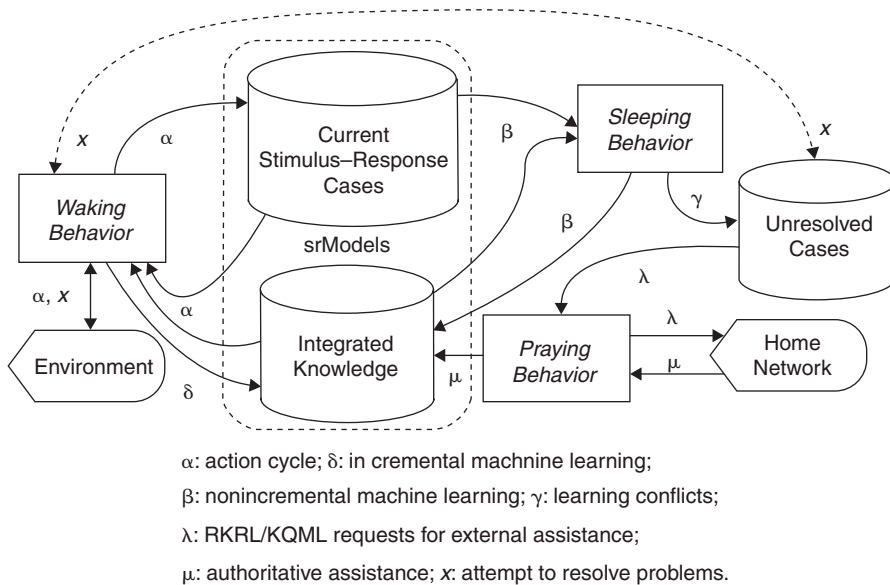 x
α
Current
Stimulus–Response
Cases
β
Sleeping
Behavior
x
Waking
Behavior
γ
Unresolved
Cases
β
srModels
λ
α, x
α
Environment
Integrated
Knowledge
Praying
Behavior
λ
Home
Network
μ
μ
δ
α: action cycle; δ: in cremental machnine learning;
β: nonincremental machine learning; γ: learning conflicts;
λ: RKRL/KQML requests for external assistance;
μ: authoritative assistance; x: attempt to resolve problems.